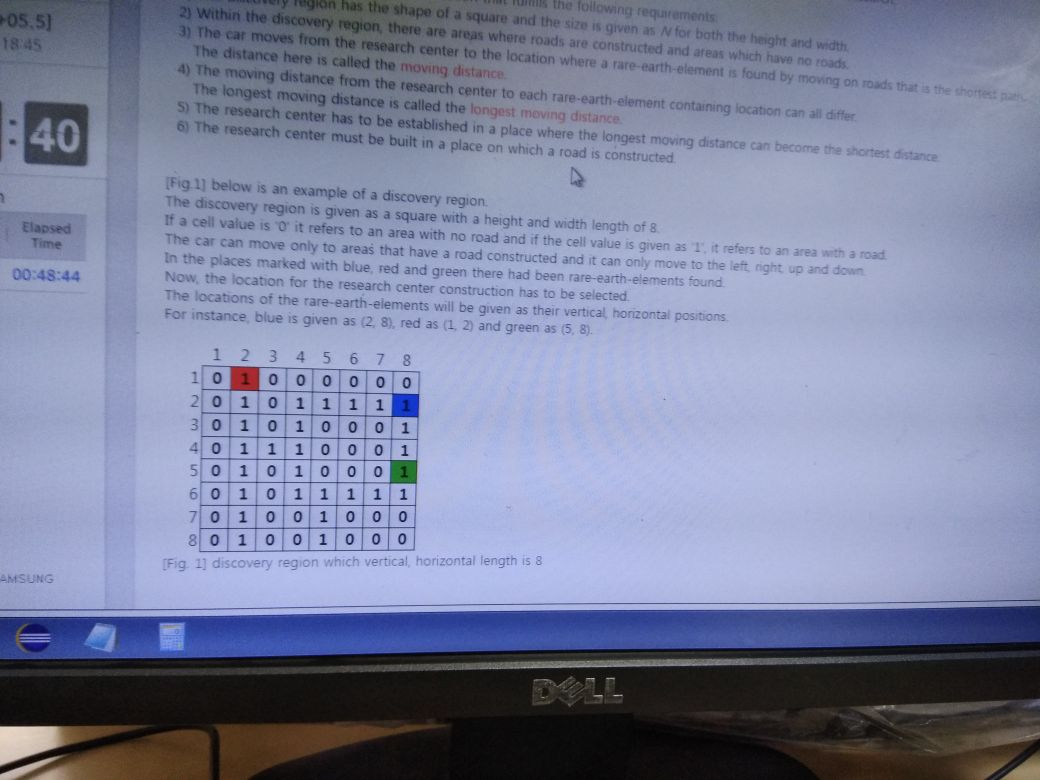 +05.5]
18:45
: 40
Elapsed
Time
00:48:44
AMSUNG
region has the shape of a square and the size is given as N for both the height and width.
the following requirements:
2) Within the discovery region, there are areas where roads are constructed and areas which have no roads.
3) The car moves from the research center to the location where a rare-earth-element is found by moving on roads that is the shortest path.
The distance here is called the moving distance.
4) The moving distance from the research center to each rare-earth-element containing location can all differ.
The longest moving distance is called the longest moving distance.
5) The research center has to be established in a place where the longest moving distance can become the shortest distance.
6) The research center must be built in a place on which a road is constructed.
[Fig.1] below is an example of a discovery region.
The discovery region is given as a square with a height and width length of 8.
If a cell value is '0' it refers to an area with no road and if the cell value is given as '1', it refers to an area with a road.
The car can move only to areas that have a road constructed and it can only move to the left, right, up and down.
In the places marked with blue, red and green there had been rare-earth-elements found.
Now, the location for the research center construction has to be selected.
The locations of the rare-earth-elements will be given as their vertical, horizontal positions.
For instance, blue is given as (2, 8), red as (1, 2) and green as (5, 8).
1 2 3 4 5 6 7 8
1 0 1 0 0 0 0 0 0
2 0 1 0 1 1 1 1 1
3 0 1 0 1 0 0 0 1
4 0 1 1 1 0 0 0 1
5 0 1 0 1 0 0 0 1
6 0 1 0 1 1 1 1 1
7 0 1 0 0 1 0 0 0
8 0 1 0 0 1 0 0 0
[Fig. 1] discovery region which vertical, horizontal length is 8
DELL